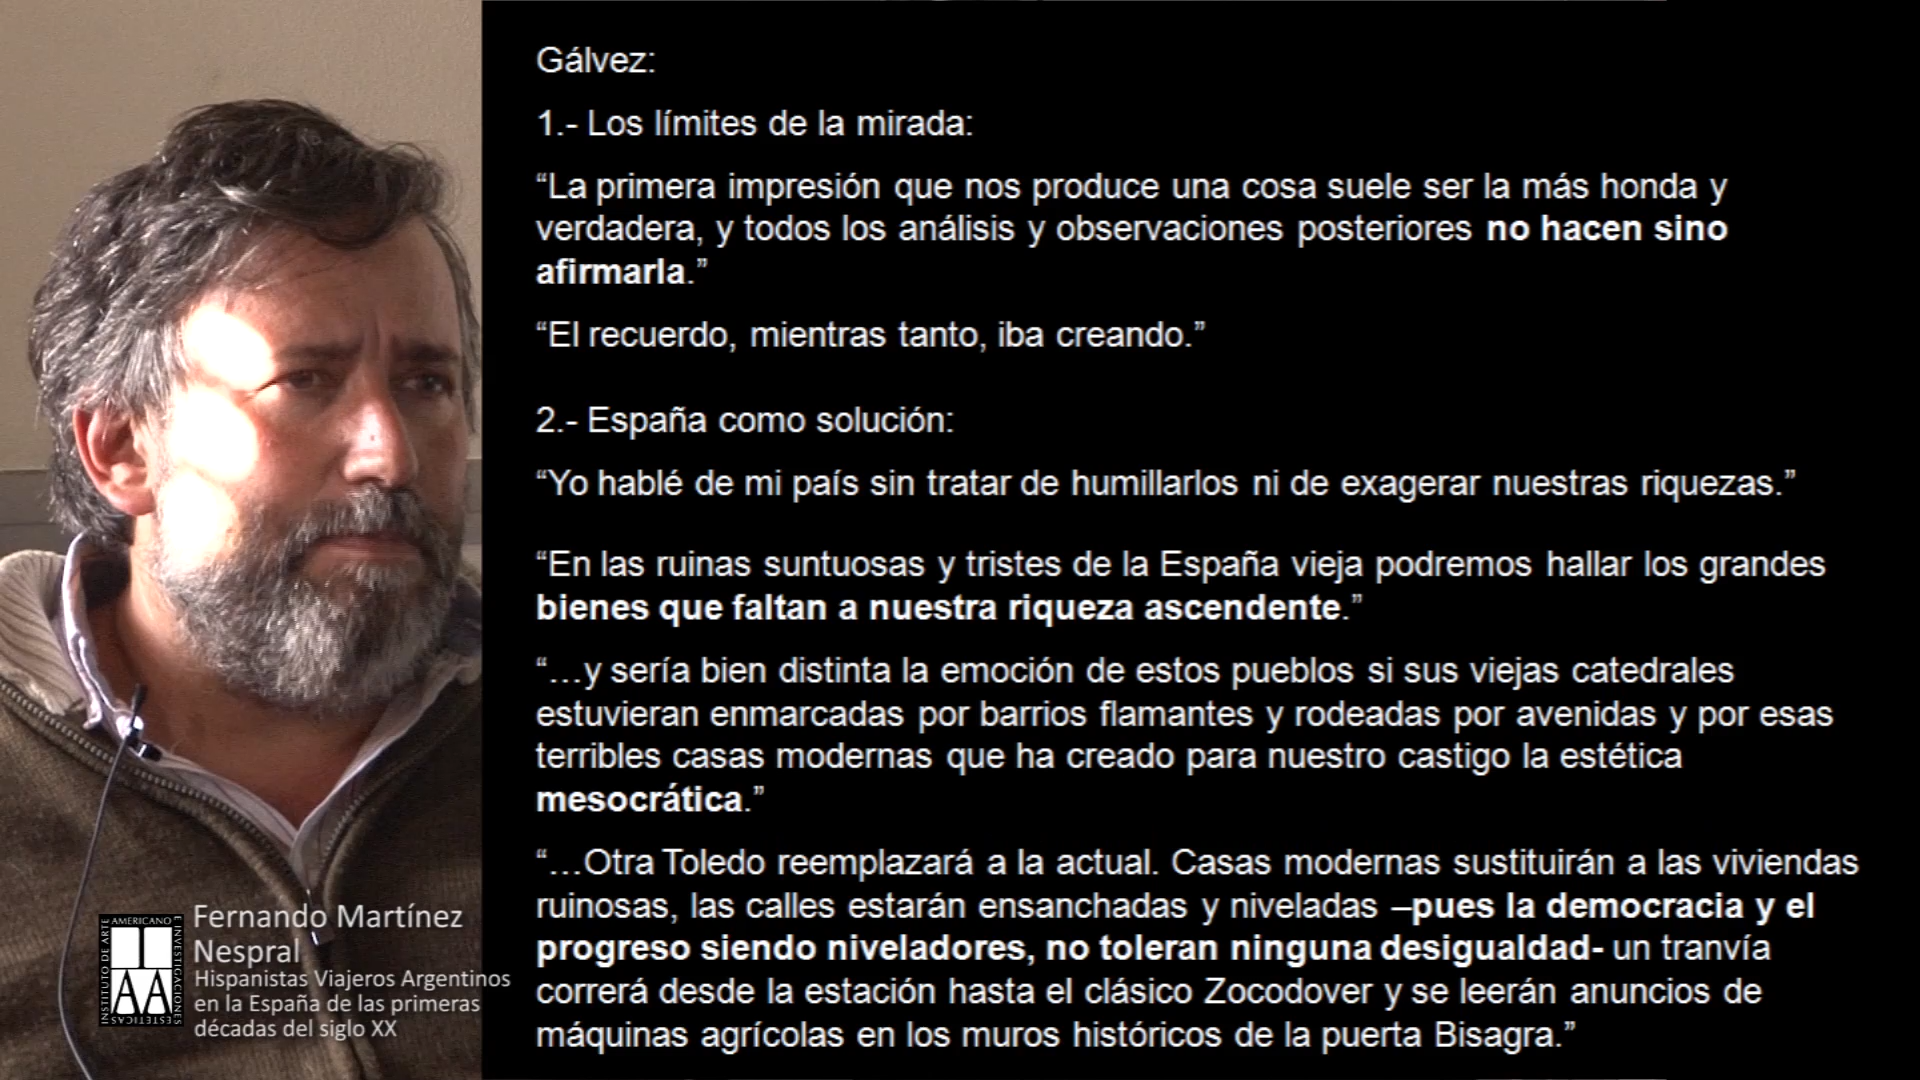 Gálvez:
1.- Los límites de la mirada:
“La primera impresión que nos produce una cosa suele ser la más honda y
verdadera, y todos los análisis y observaciones posteriores no hacen sino
afirmarla.”
“El recuerdo, mientras tanto, iba creando.”
2.- España como solución:
“Yo hablé de mi país sin tratar de humillarlos ni de exagerar nuestras riquezas.”
“En las ruinas suntuosas y tristes de la España vieja podremos hallar los grandes
bienes que faltan a nuestra riqueza ascendente.”
“…y sería bien distinta la emoción de estos pueblos si sus viejas catedrales
estuvieran enmarcadas por barrios flamantes y rodeadas por avenidas y por esas
terribles casas modernas que ha creado para nuestro castigo la estética
mesocrática.”
“…Otra Toledo reemplazará a la actual. Casas modernas sustituirán a las viviendas
ruinosas, las calles estarán ensanchadas y niveladas –pues la democracia y el
progreso siendo niveladores, no toleran ninguna desigualdad- un tranvía
correrá desde la estación hasta el clásico Zocodover y se leerán anuncios de
máquinas agrícolas en los muros históricos de la puerta Bisagra.”
INSTITUTO DE ARTE
AMERICANO
E INVESTIGACIONES
ESTETICAS
IAA
Fernando Martínez
Nespral
Hispanistas Viajeros Argentinos
en la España de las primeras
décadas del siglo XX